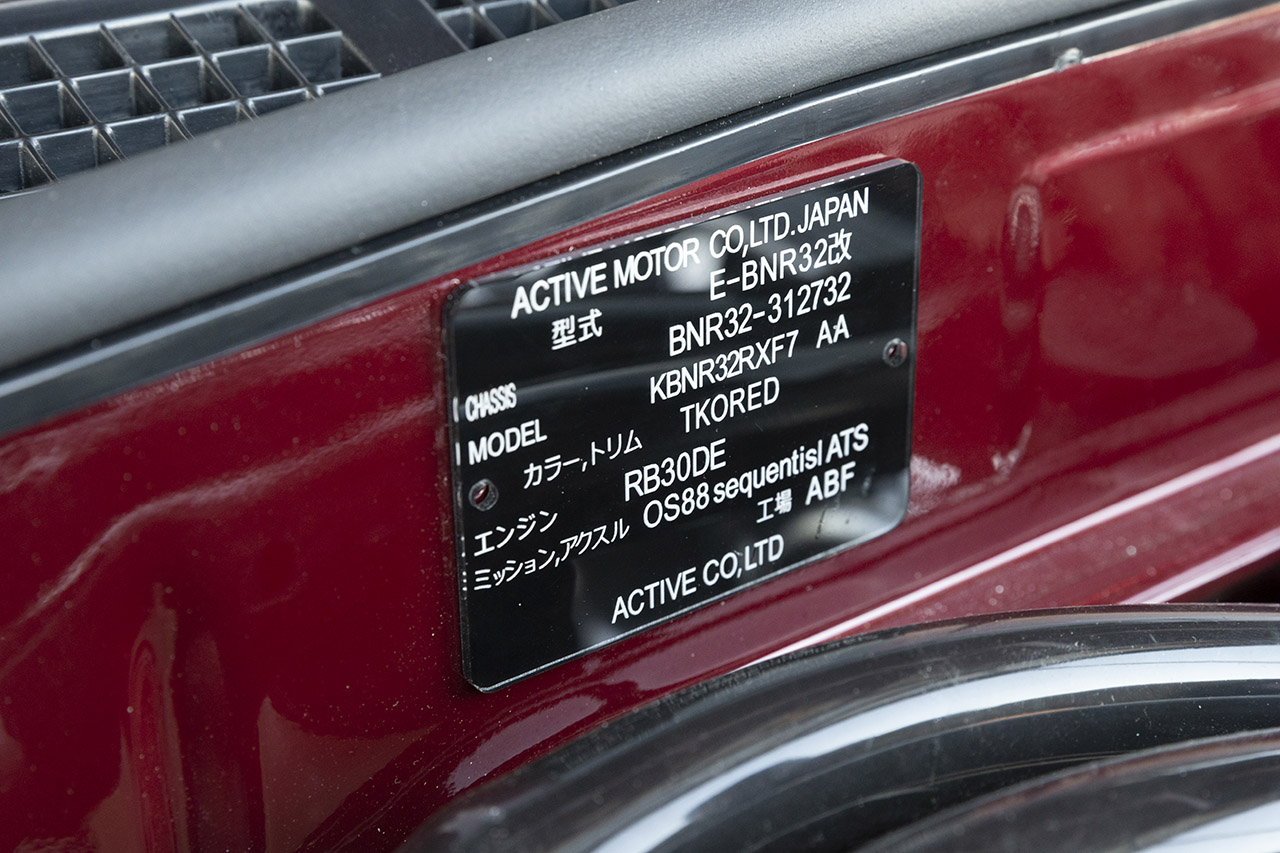 ACTIVE MOTOR CO,LTD.JAPAN
型式 E-BNR32改
CHASSIS BNR32-312732
MODEL KBNR32RXF7 AA
カラー,トリム TKORED
エンジン RB30DE
ミッション,アクスル OS88 sequentisl ATS
工場 ABF
ACTIVE CO,LTD